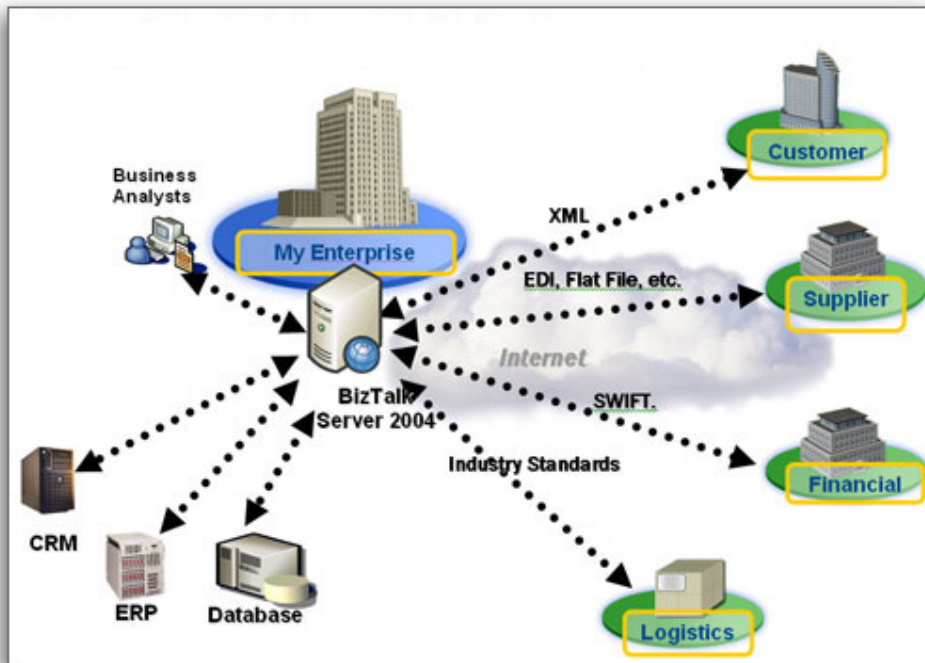 Customer
Business
Analysts
XML
My Enterprise
EDI, Flat File, etc.
Supplier
Internet
BizTalk
Server 2004
SWIFT.
Industry Standards
Financial
CRM
ERP
Database
Logistics